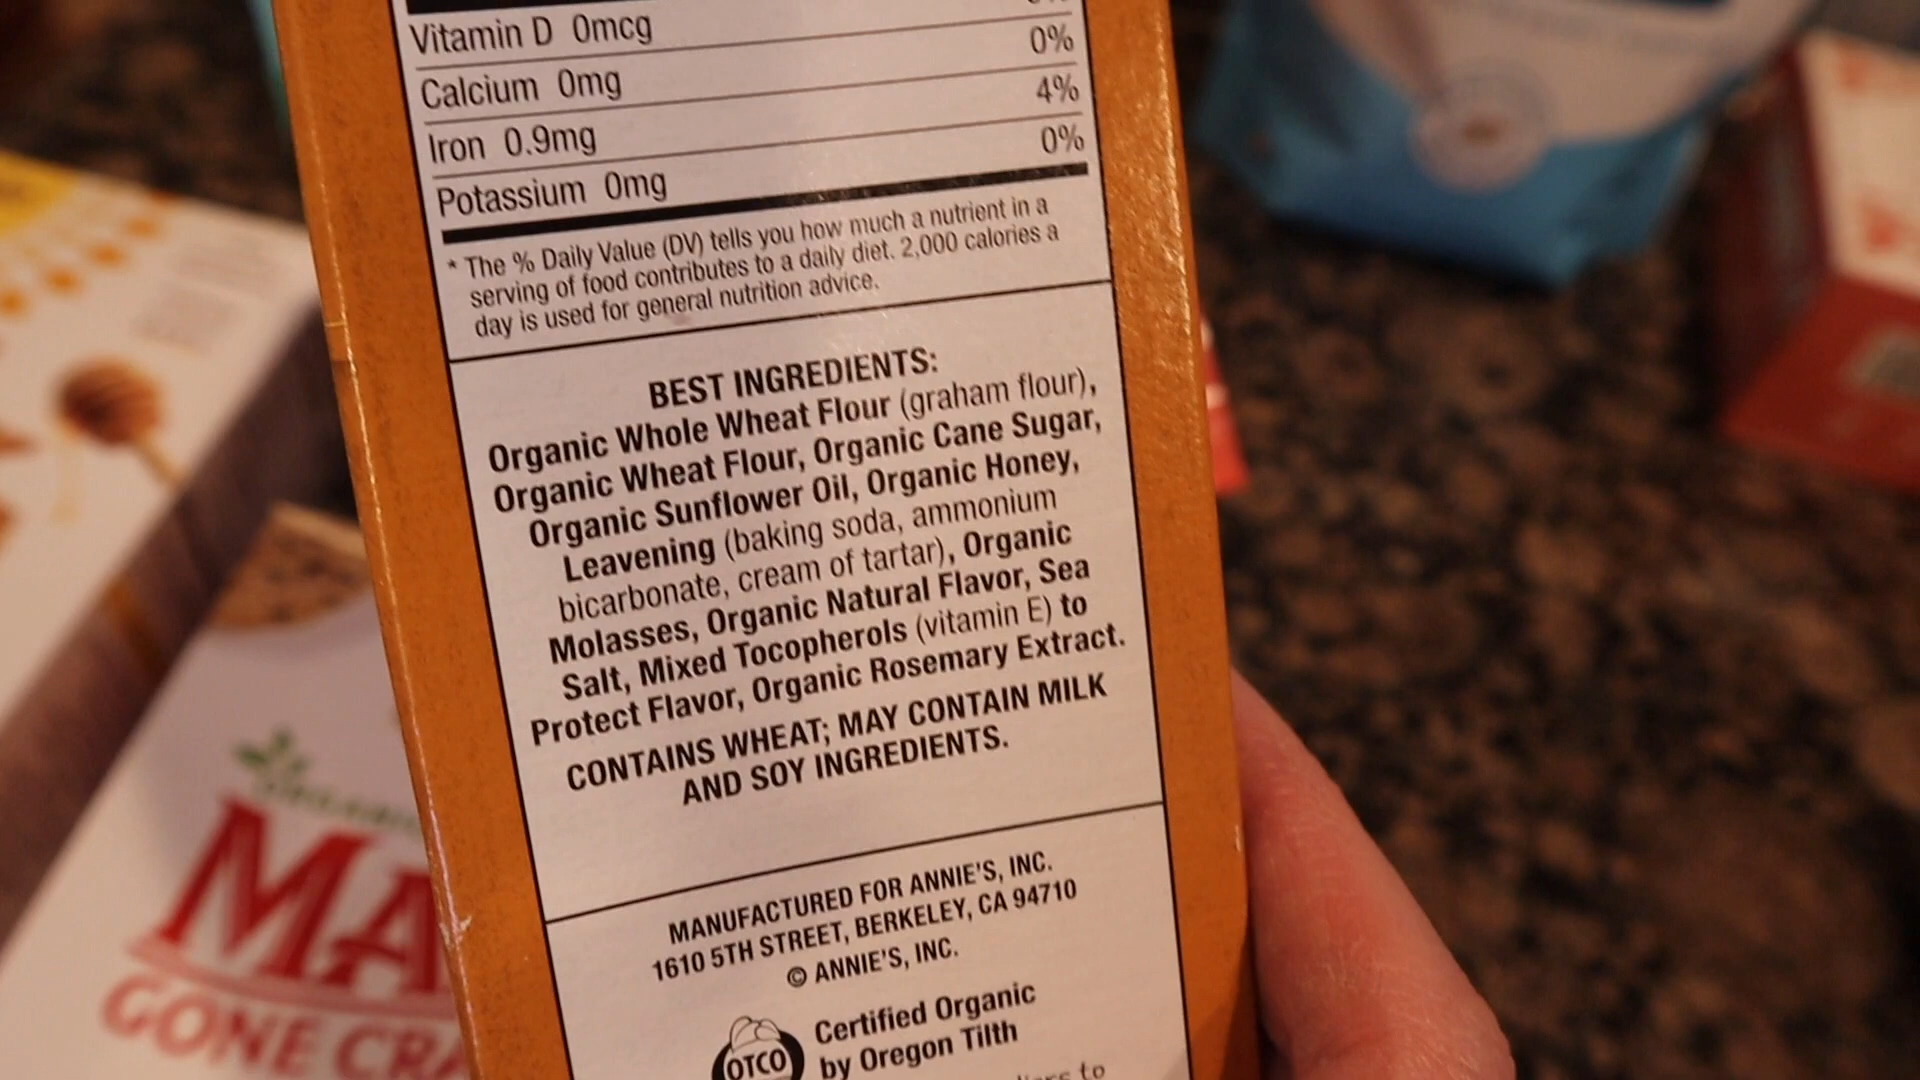 Vitamin D 0mcg
Calcium 0mg 0%
Iron 0.9mg 4%
Potassium 0mg 0%
* The % Daily Value (DV) tells you how much a nutrient in a
serving of food contributes to a daily diet. 2,000 calories a
day is used for general nutrition advice.
BEST INGREDIENTS:
Organic Whole Wheat Flour (graham flour),
Organic Wheat Flour, Organic Cane Sugar,
Organic Sunflower Oil, Organic Honey,
Leavening (baking soda, ammonium
bicarbonate, cream of tartar), Organic
Molasses, Organic Natural Flavor, Sea
Salt, Mixed Tocopherols (vitamin E) to
Protect Flavor, Organic Rosemary Extract.
CONTAINS WHEAT; MAY CONTAIN MILK
AND SOY INGREDIENTS.
MANUFACTURED FOR ANNIE'S, INC.
1610 5TH STREET, BERKELEY, CA 94710
© ANNIE'S, INC.
OTCO
Certified Organic
by Oregon Tilth
to
ORGANIC
MA
GONE CRA